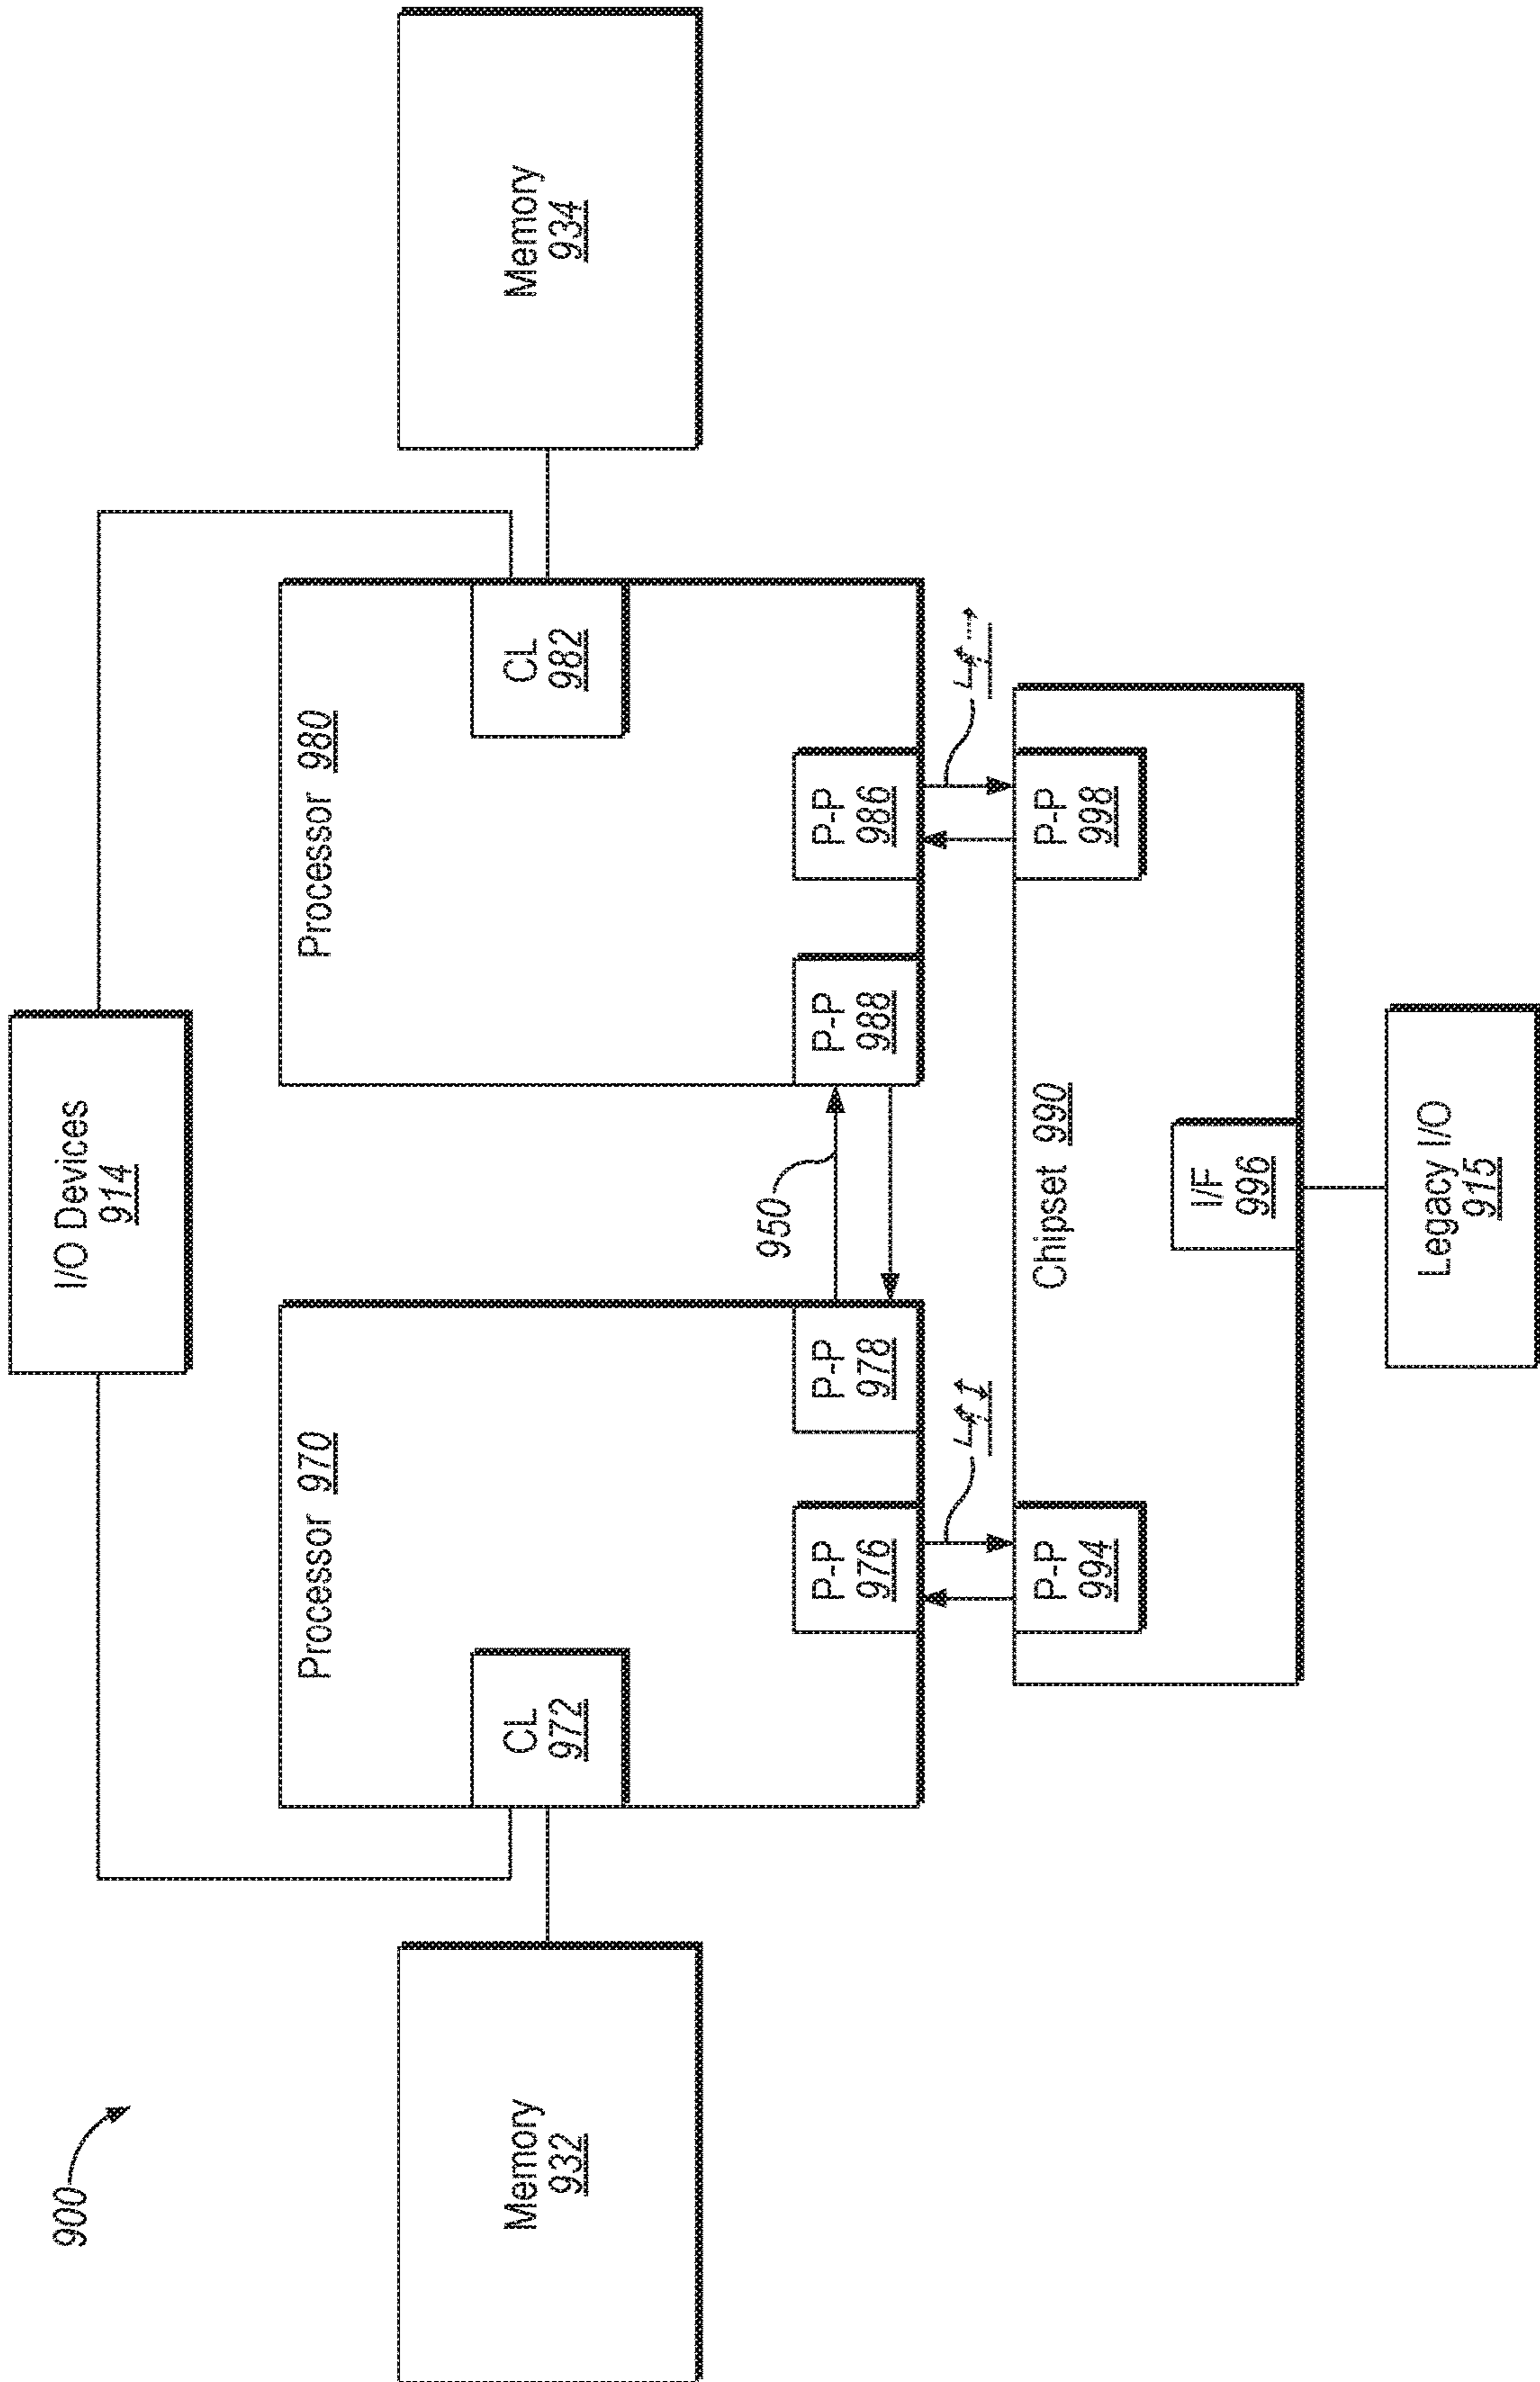 900
I/O Devices
914
Memory
932
Processor 970
CL
972
P-P
976
P-P
978
950
Processor 980
CL
982
P-P
988
P-P
986
Memory
934
Chipset 990
P-P
994
P-P
998
I/F
996
Legacy I/O
915